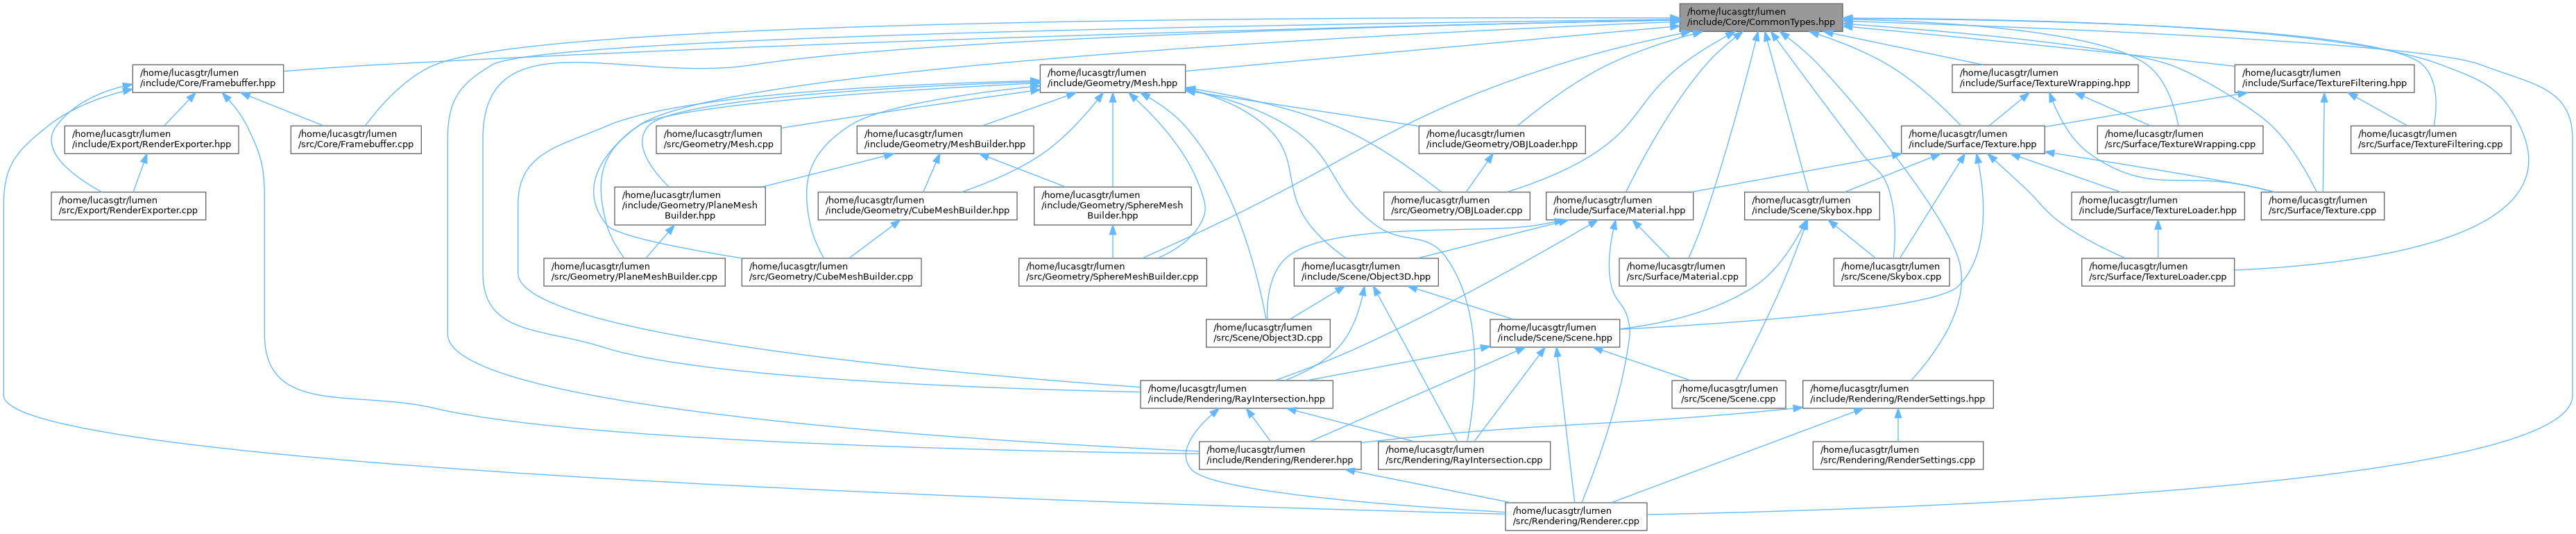 /home/lucasgtr/lumen
/include/Core/CommonTypes.hpp
/home/lucasgtr/lumen
/include/Core/Framebuffer.hpp
/home/lucasgtr/lumen
/include/Geometry/Mesh.hpp
/home/lucasgtr/lumen
/include/Surface/TextureWrapping.hpp
/home/lucasgtr/lumen
/include/Surface/TextureFiltering.hpp
/home/lucasgtr/lumen
/include/Export/RenderExporter.hpp
/home/lucasgtr/lumen
/src/Core/Framebuffer.cpp
/home/lucasgtr/lumen
/src/Geometry/Mesh.cpp
/home/lucasgtr/lumen
/include/Geometry/MeshBuilder.hpp
/home/lucasgtr/lumen
/include/Geometry/OBJLoader.hpp
/home/lucasgtr/lumen
/include/Surface/Texture.hpp
/home/lucasgtr/lumen
/src/Surface/TextureWrapping.cpp
/home/lucasgtr/lumen
/src/Surface/TextureFiltering.cpp
/home/lucasgtr/lumen
/src/Export/RenderExporter.cpp
/home/lucasgtr/lumen
/include/Geometry/PlaneMesh
Builder.hpp
/home/lucasgtr/lumen
/include/Geometry/CubeMeshBuilder.hpp
/home/lucasgtr/lumen
/include/Geometry/SphereMesh
Builder.hpp
/home/lucasgtr/lumen
/src/Geometry/OBJLoader.cpp
/home/lucasgtr/lumen
/include/Surface/Material.hpp
/home/lucasgtr/lumen
/include/Scene/Skybox.hpp
/home/lucasgtr/lumen
/include/Surface/TextureLoader.hpp
/home/lucasgtr/lumen
/src/Surface/Texture.cpp
/home/lucasgtr/lumen
/src/Geometry/PlaneMeshBuilder.cpp
/home/lucasgtr/lumen
/src/Geometry/CubeMeshBuilder.cpp
/home/lucasgtr/lumen
/src/Geometry/SphereMeshBuilder.cpp
/home/lucasgtr/lumen
/include/Scene/Object3D.hpp
/home/lucasgtr/lumen
/src/Surface/Material.cpp
/home/lucasgtr/lumen
/src/Scene/Skybox.cpp
/home/lucasgtr/lumen
/src/Surface/TextureLoader.cpp
/home/lucasgtr/lumen
/src/Scene/Object3D.cpp
/home/lucasgtr/lumen
/include/Scene/Scene.hpp
/home/lucasgtr/lumen
/include/Rendering/RayIntersection.hpp
/home/lucasgtr/lumen
/src/Scene/Scene.cpp
/home/lucasgtr/lumen
/include/Rendering/RenderSettings.hpp
/home/lucasgtr/lumen
/include/Rendering/Renderer.hpp
/home/lucasgtr/lumen
/src/Rendering/RayIntersection.cpp
/home/lucasgtr/lumen
/src/Rendering/RenderSettings.cpp
/home/lucasgtr/lumen
/src/Rendering/Renderer.cpp